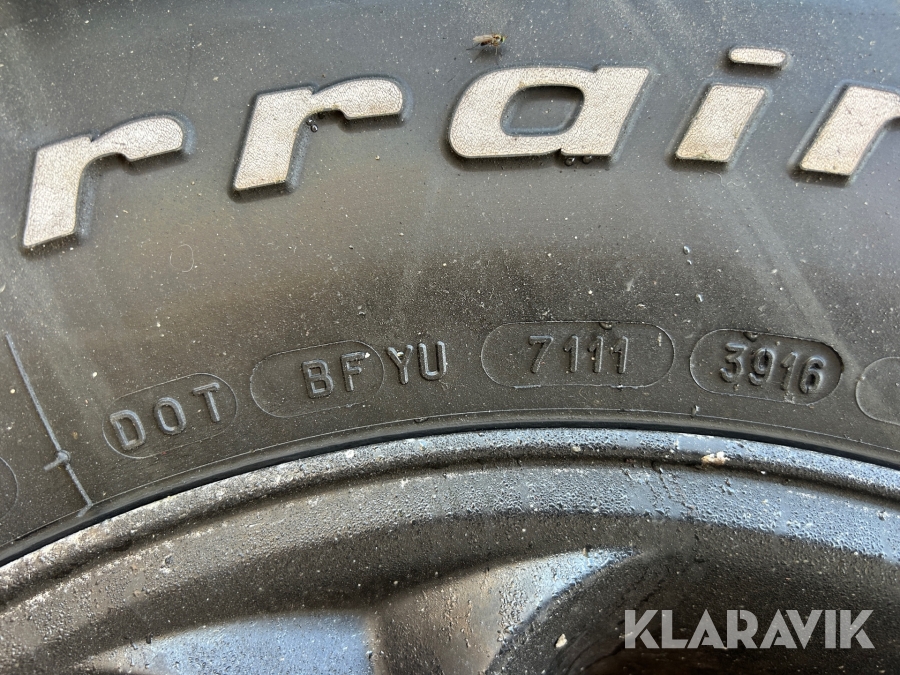 rrain
DOT BF YU 7111 3916
KLARAVIK